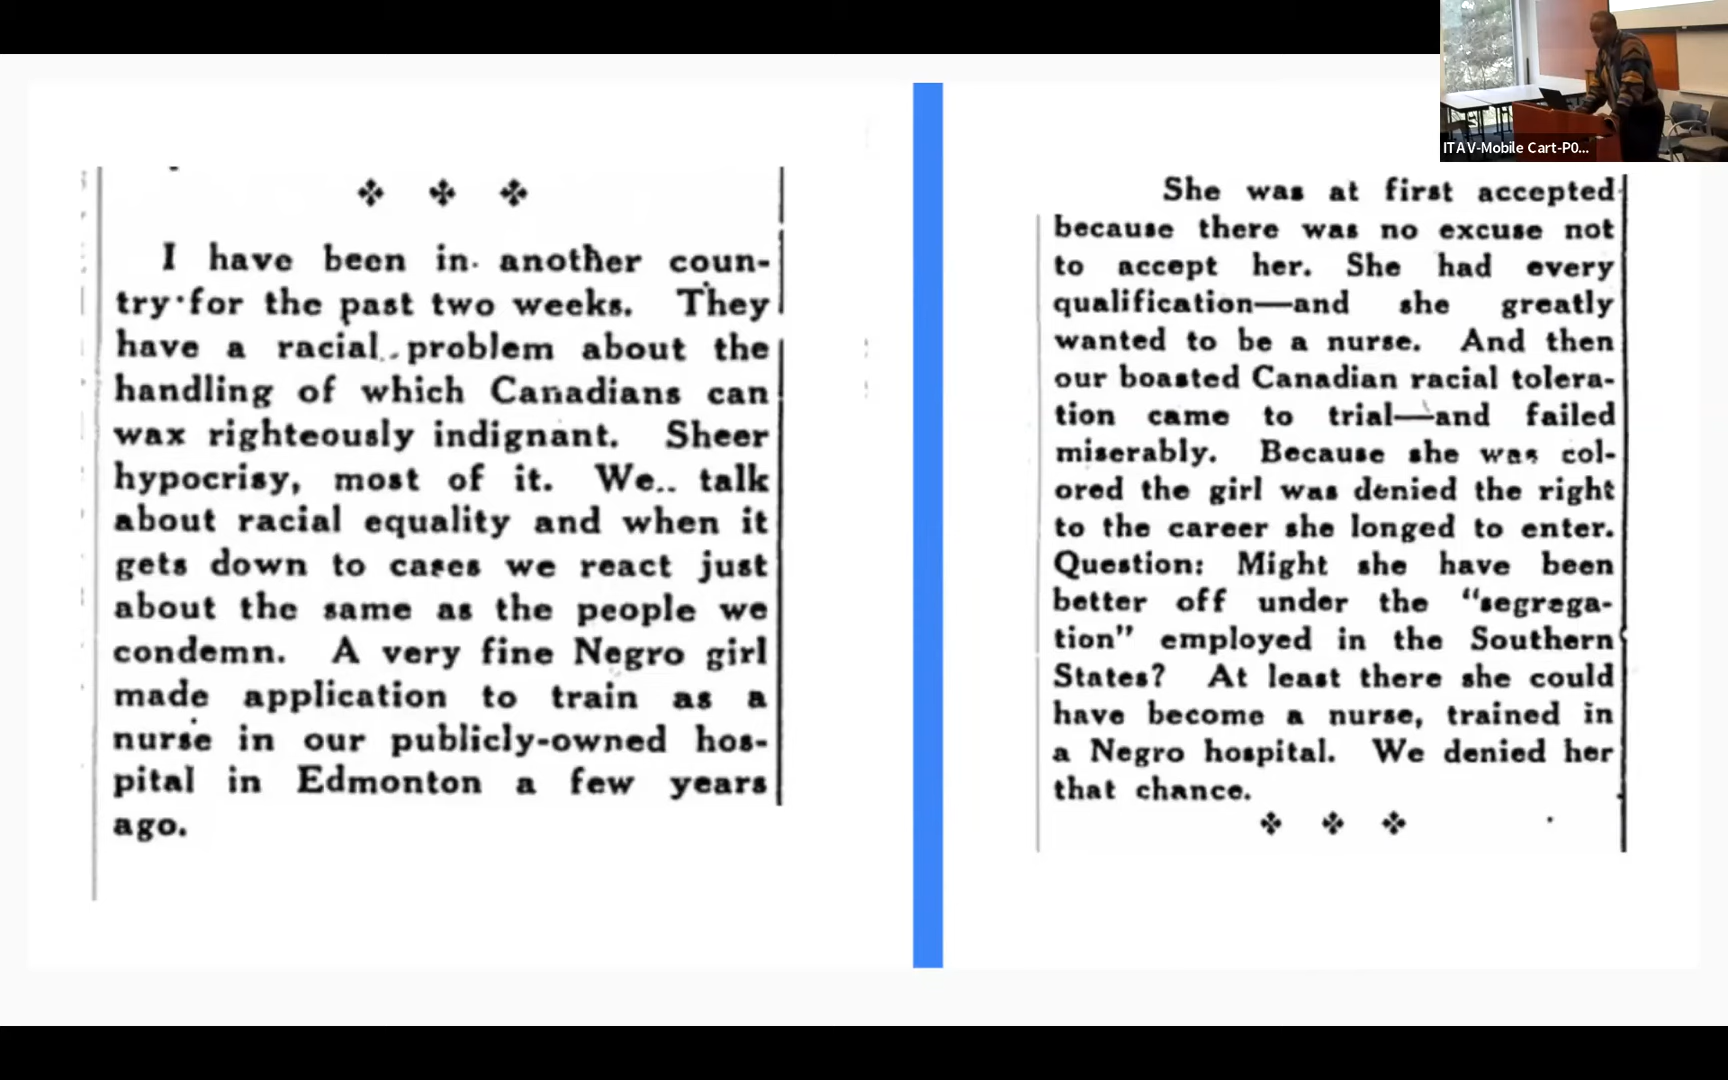 ❖ ❖ ❖
I have been in another coun-
try for the past two weeks. They
have a racial problem about the
handling of which Canadians can
wax righteously indignant. Sheer
hypocrisy, most of it. We.. talk
about racial equality and when it
gets down to cases we react just
about the same as the people we
condemn. A very fine Negro girl
made application to train as a
nurse in our publicly-owned hos-
pital in Edmonton a few years
ago.
She was at first accepted
because there was no excuse not
to accept her. She had every
qualification—and she greatly
wanted to be a nurse. And then
our boasted Canadian racial tolera-
tion came to trial—and failed
miserably. Because she was col-
ored the girl was denied the right
to the career she longed to enter.
Question: Might she have been
better off under the "segrega-
tion" employed in the Southern
States? At least there she could
have become a nurse, trained in
a Negro hospital. We denied her
that chance.
❖ ❖ ❖
ITAV-Mobile Cart-P0...